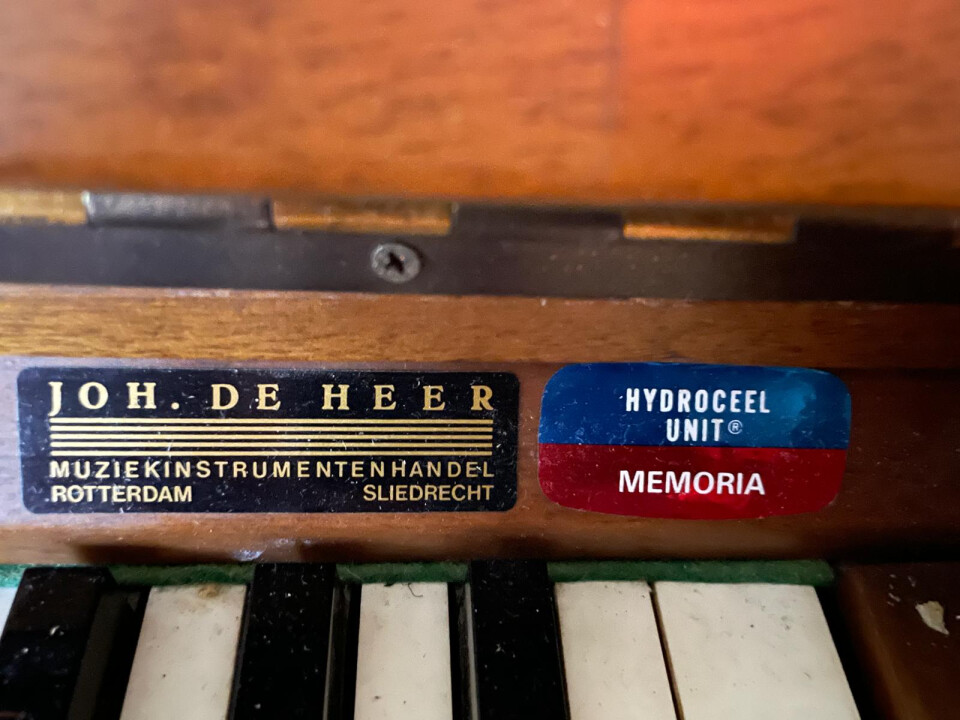 JOH. DE HEER
MUZIEKINSTRUMENTENHANDEL
ROTTERDAM SLIEDRECHT
HYDROCEEL
UNIT®
MEMORIA